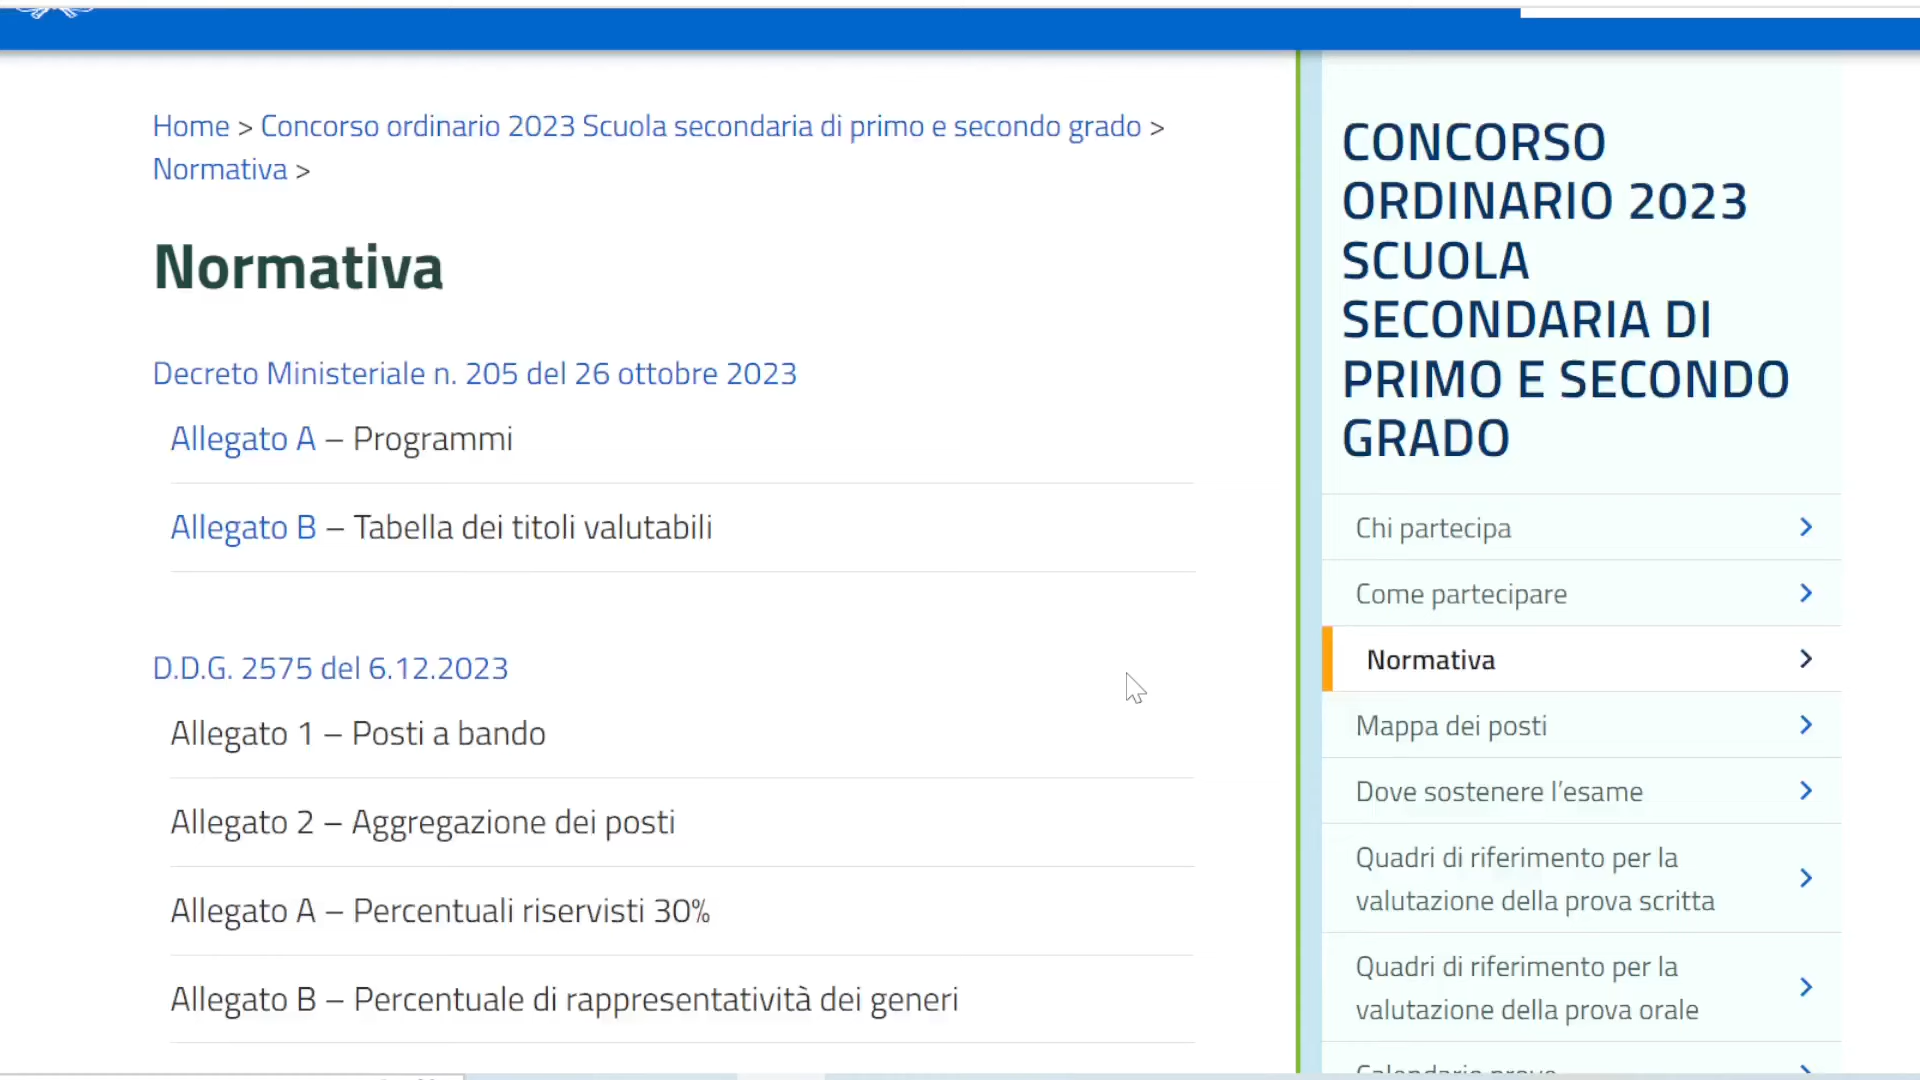 Home > Concorso ordinario 2023 Scuola secondaria di primo e secondo grado >
Normativa >
Normativa
Decreto Ministeriale n. 205 del 26 ottobre 2023
Allegato A – Programmi
Allegato B – Tabella dei titoli valutabili
D.D.G. 2575 del 6.12.2023
Allegato 1 – Posti a bando
Allegato 2 – Aggregazione dei posti
Allegato A – Percentuali riservisti 30%
Allegato B – Percentuale di rappresentatività dei generi
CONCORSO
ORDINARIO 2023
SCUOLA
SECONDARIA DI
PRIMO E SECONDO
GRADO
Chi partecipa
Come partecipare
Normativa
Mappa dei posti
Dove sostenere l’esame
Quadri di riferimento per la
valutazione della prova scritta
Quadri di riferimento per la
valutazione della prova orale
Calendario prove